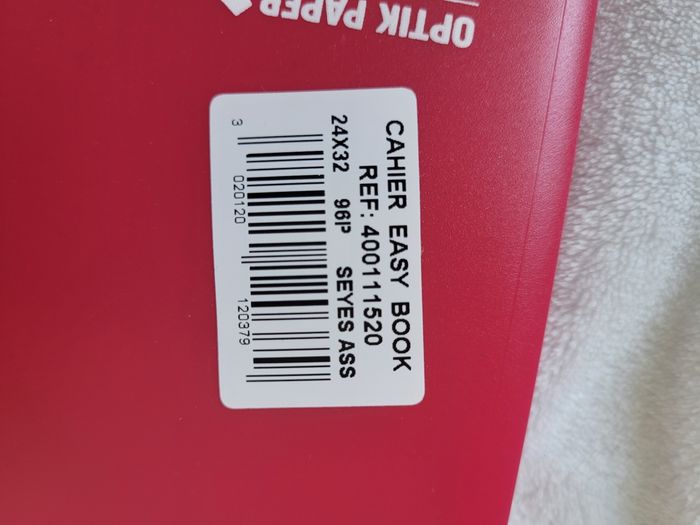 OPTIK PAPER
CAHIER EASY BOOK
REF: 400111520
24X32 96P SEYES ASS
3 020120 120379